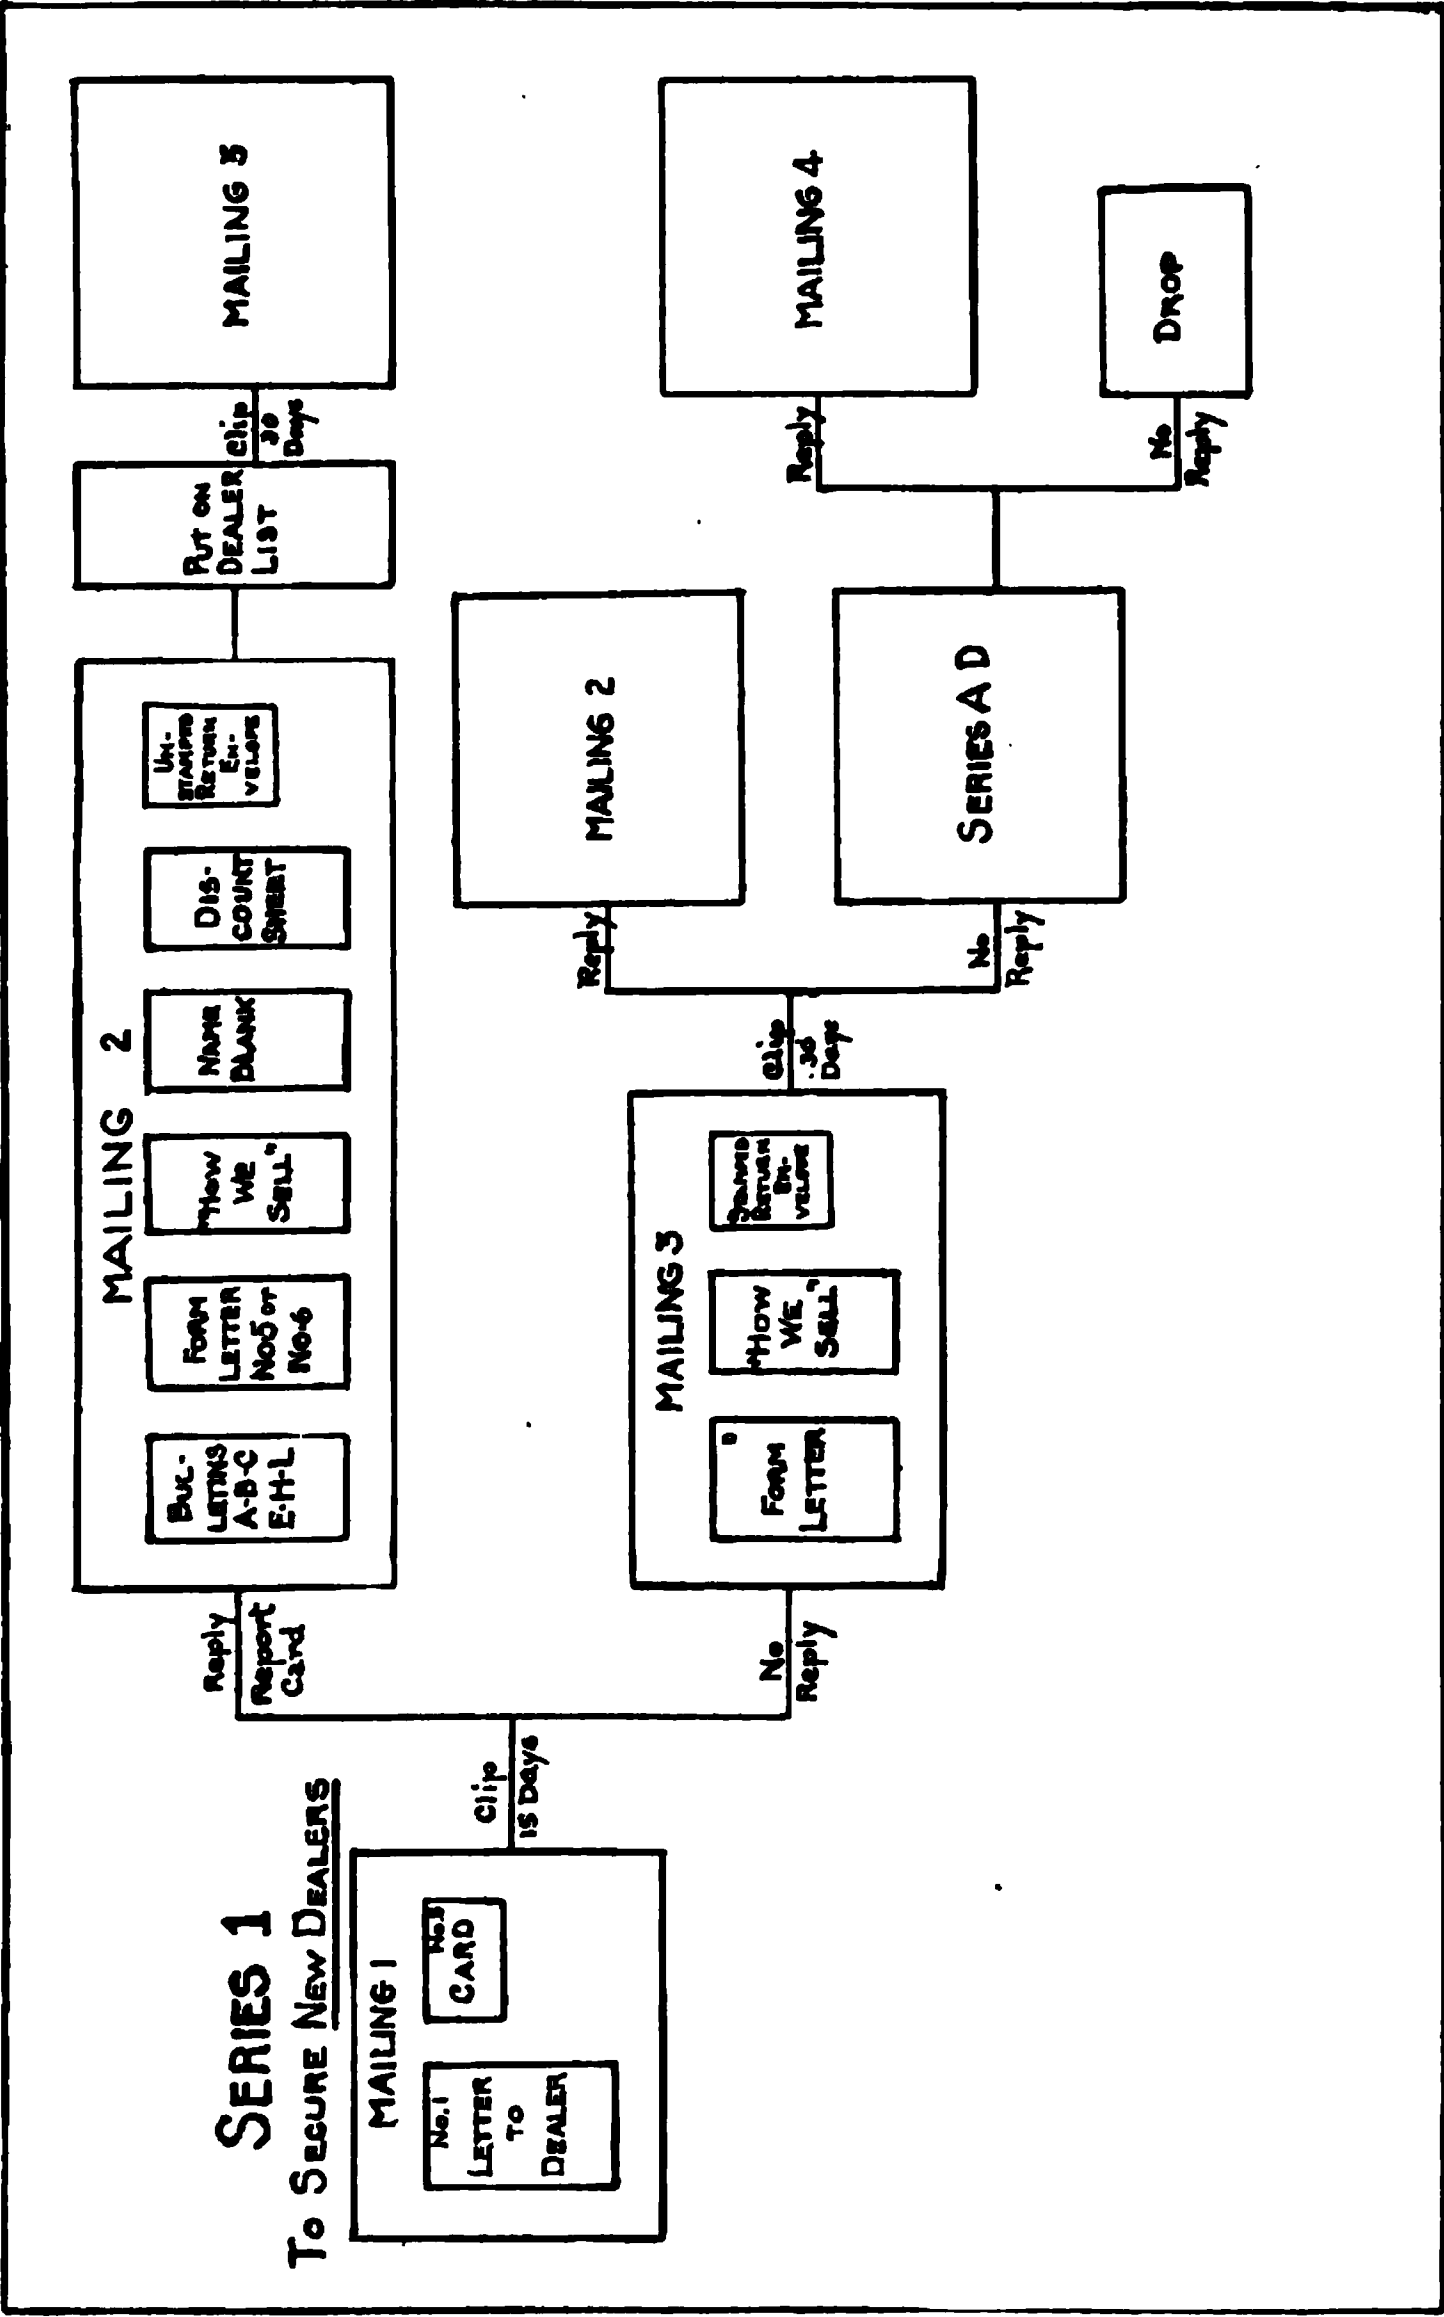 SERIES 1
TO SECURE NEW DEALERS
MAILING 1
No. 1
LETTER
TO
DEALER
No. 3
CARD
Clip
15 Days
Reply
Report
Card
MAILING 2
BUL-
LETINS
A-B-C
E-H-L
FORM
LETTER
No5 or
No.6
"HOW
WE
SELL"
NAME
BLANK
DIS-
COUNT
SHEET
UN-
STAMPED
RETURN
EN-
VELOPE
PUT ON
DEALER
LIST
Clip
30
Days
MAILING 3
No
Reply
MAILING 3
FORM
LETTER
"HOW
WE
SELL"
STAMPED
RETURN
EN-
VELOPE
Clip
30
Days
Reply
MAILING 2
No
Reply
SERIES A D
Reply
MAILING 4
No
Reply
DROP